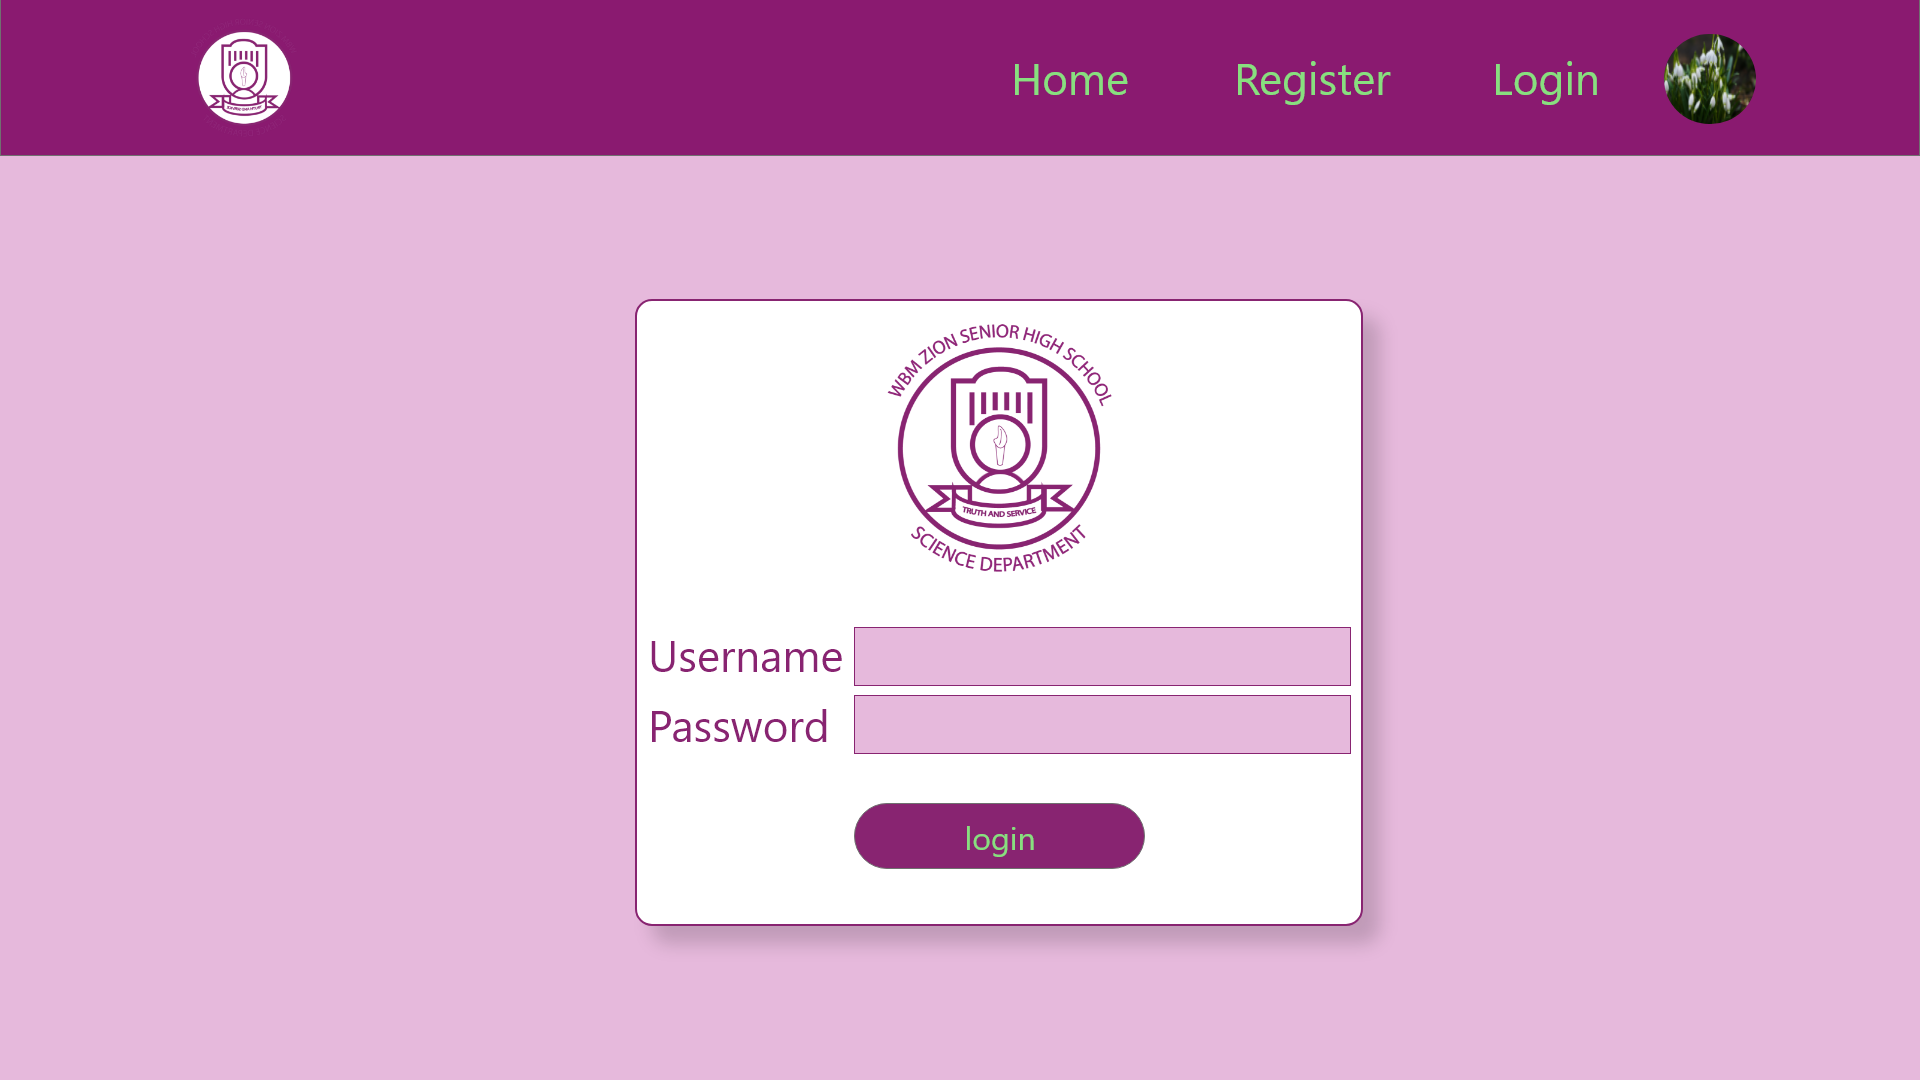 Home Register Login
WBM ZION SENIOR HIGH SCHOOL
TRUTH AND SERVICE
SCIENCE DEPARTMENT
Username
Password
login